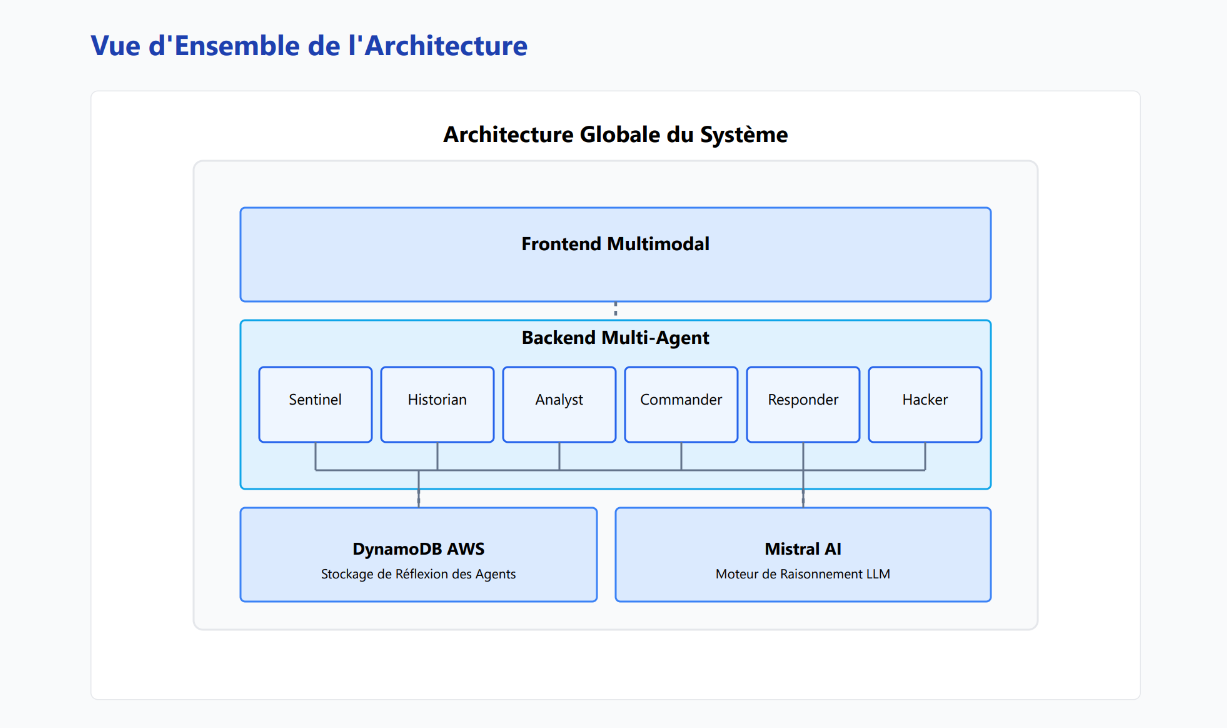 Vue d'Ensemble de l'Architecture
Architecture Globale du Système
Frontend Multimodal
Backend Multi-Agent
Sentinel
Historian
Analyst
Commander
Responder
Hacker
DynamoDB AWS
Stockage de Réflexion des Agents
Mistral AI
Moteur de Raisonnement LLM